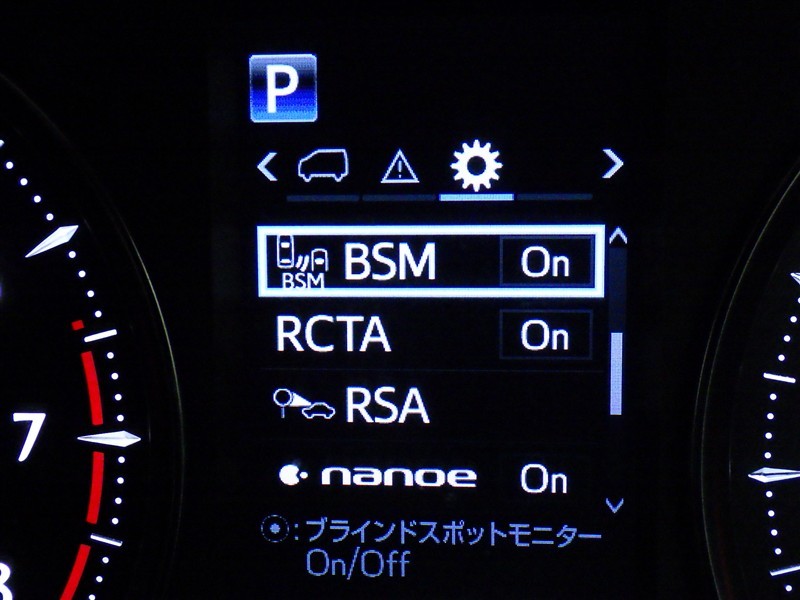 P
BSM
BSM On
RCTA On
RSA
nanoe On
:ブラインドスポットモニター
On/Off
7
8